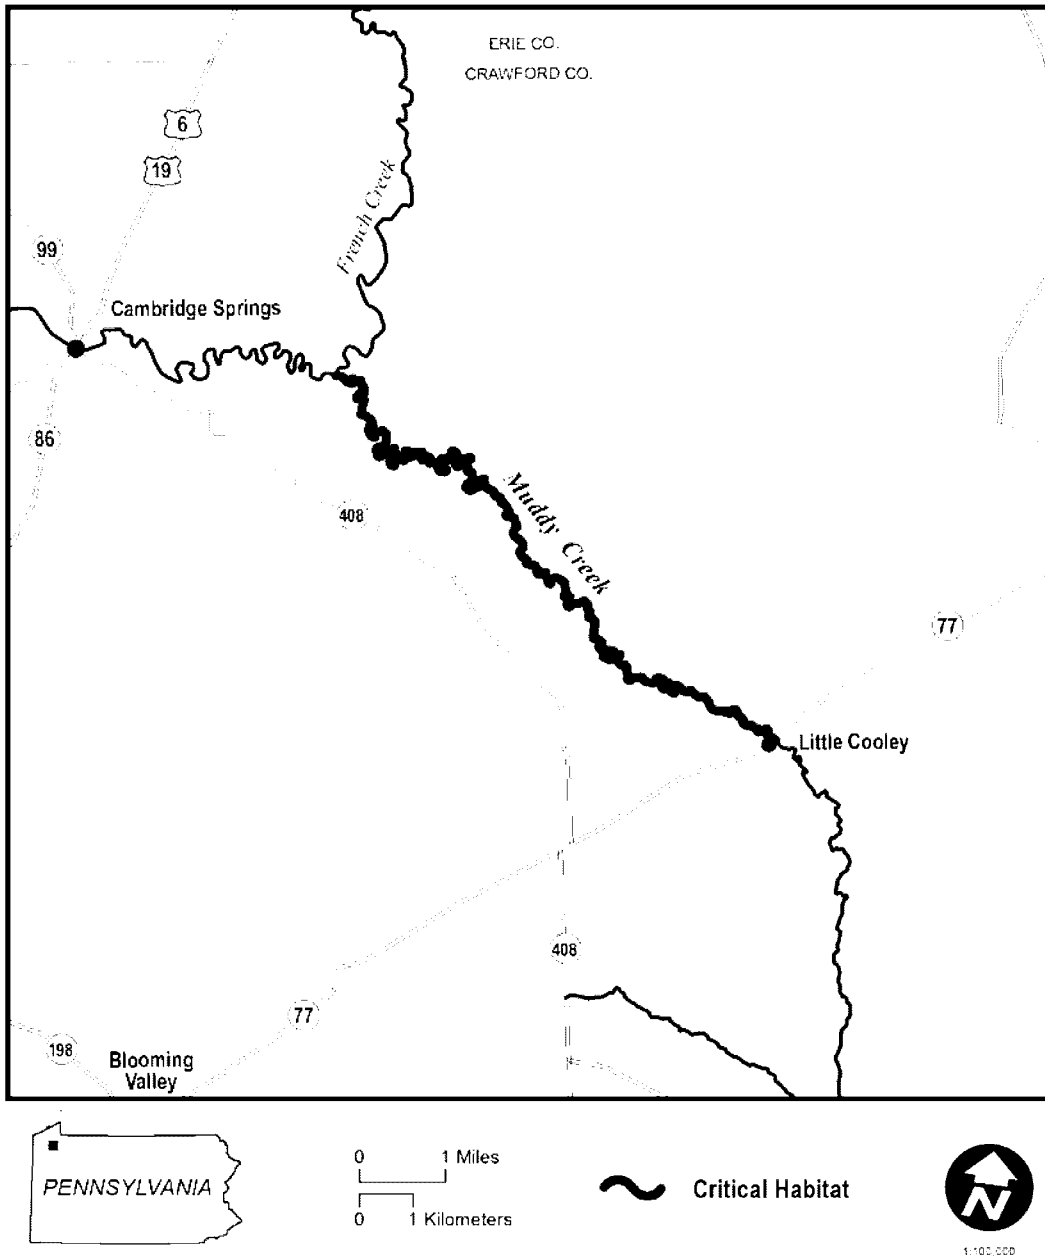 ERIE CO.
CRAWFORD CO.
6
19
French Creek
99
Cambridge Springs
86
408
Muddy Creek
77
Little Cooley
408
77
198
Blooming
Valley
PENNSYLVANIA
0 1 Miles
0 1 Kilometers
Critical Habitat
N
1:100,000